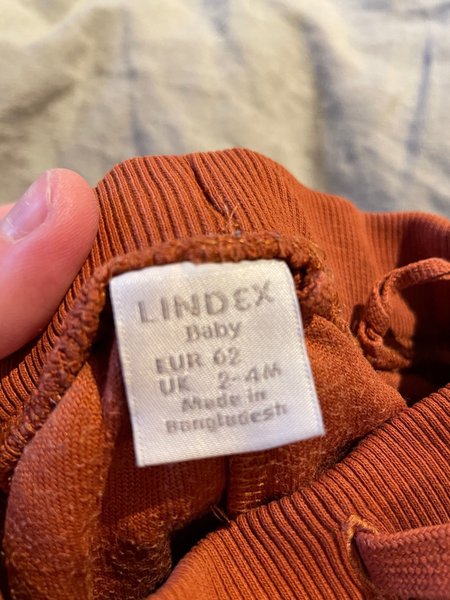 LINDEX
Baby
EUR 62
UK 2-4M
Made in
Bangladesh